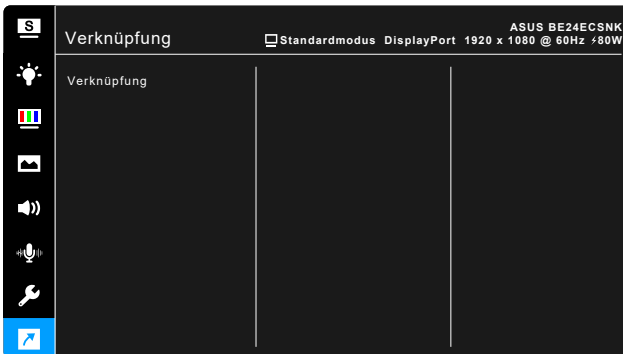 S
ASUS BE24ECSNK
Verknüpfung
Standardmodus DisplayPort 1920 x 1080 @ 60Hz ⚡80W
Verknüpfung